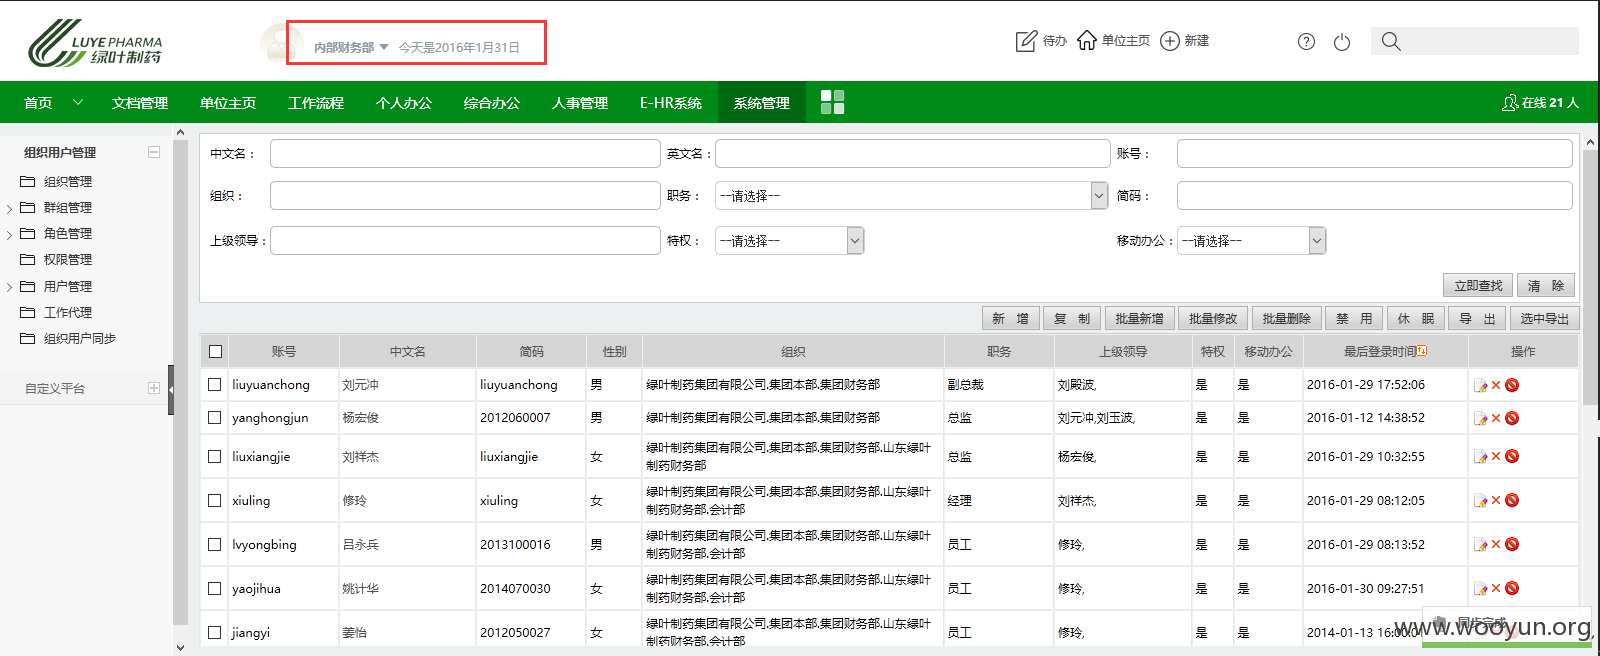 LUYE PHARMA
绿叶制药
内部财务部 今天是2016年1月31日
待办 单位主页 新建
首页 文档管理 单位主页 工作流程 个人办公 综合办公 人事管理 E-HR系统 系统管理 在线 21 人
组织用户管理
组织管理
群组管理
角色管理
权限管理
用户管理
工作代理
组织用户同步
自定义平台
中文名： 英文名： 账号：
组织： 职务： --请选择-- 简码：
上级领导： 特权： --请选择-- 移动办公： --请选择--
立即查找 清 除
新 增 复 制 批量新增 批量修改 批量删除 禁 用 休 眠 导 出 选中导出
账号 中文名 简码 性别 组织 职务 上级领导 特权 移动办公 最后登录时间 操作
liuyuanchong 刘元冲 liuyuanchong 男 绿叶制药集团有限公司.集团本部.集团财务部 副总裁 刘殿波, 是 是 2016-01-29 17:52:06
yanghongjun 杨宏俊 2012060007 男 绿叶制药集团有限公司.集团本部.集团财务部 总监 刘元冲,刘玉波, 是 是 2016-01-12 14:38:52
liuxiangjie 刘祥杰 liuxiangjie 女 绿叶制药集团有限公司.集团本部.集团财务部.山东绿叶 总监 杨宏俊, 是 是 2016-01-29 10:32:55
制药财务部
xiuling 修玲 xiuling 女 绿叶制药集团有限公司.集团本部.集团财务部.山东绿叶 经理 刘祥杰, 是 是 2016-01-29 08:12:05
制药财务部.会计部
lvyongbing 吕永兵 2013100016 男 绿叶制药集团有限公司.集团本部.集团财务部.山东绿叶 员工 修玲, 是 是 2016-01-29 08:13:52
制药财务部.会计部
yaojihua 姚计华 2014070030 女 绿叶制药集团有限公司.集团本部.集团财务部.山东绿叶 员工 修玲, 是 是 2016-01-30 09:27:51
制药财务部.会计部
jiangyi 姜怡 2012050027 女 绿叶制药集团有限公司.集团本部.集团财务部.山东绿叶 员工 修玲, 是 是 2014-01-13 16:00:0
制药财务部.会计部
同步完成
www.wooyun.org